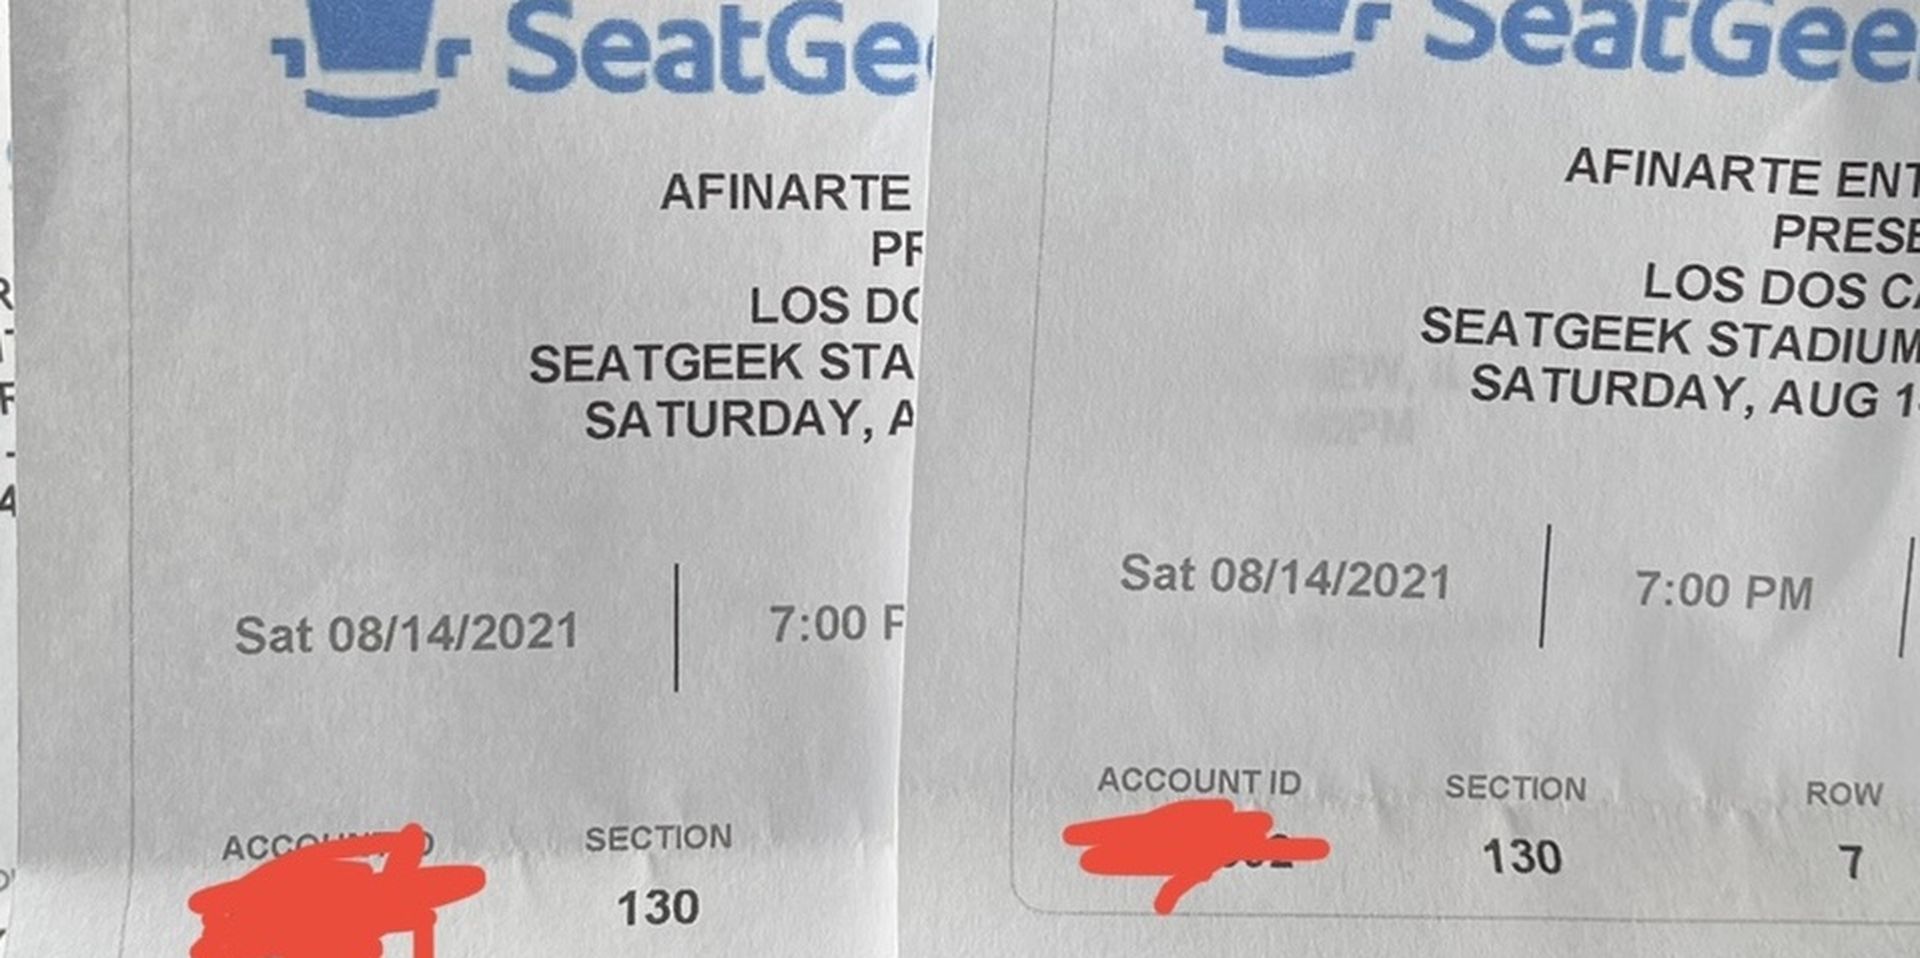 SeatGe
AFINARTE
PR
LOS DO
SEATGEEK STA
SATURDAY, A
Sat 08/14/2021
7:00 P
SECTION
130
SeatGee
AFINARTE ENT
PRESE
LOS DOS CA
SEATGEEK STADIUM
SATURDAY, AUG 1
Sat 08/14/2021
7:00 PM
ACCOUNT ID
SECTION
ROW
130
7